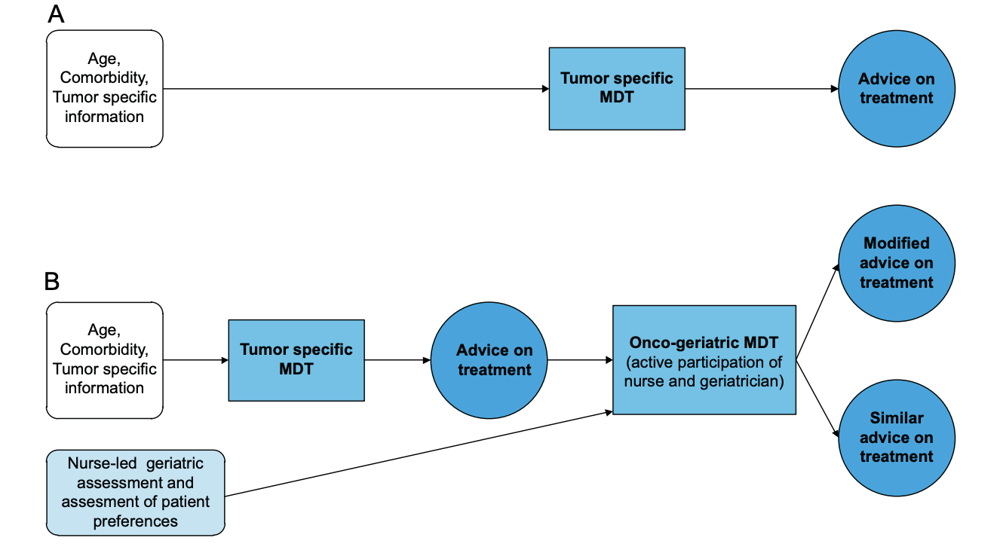 A
Age,
Comorbidity,
Tumor specific
information
Tumor specific
MDT
Advice on
treatment
B
Age,
Comorbidity,
Tumor specific
information
Tumor specific
MDT
Advice on
treatment
Nurse-led geriatric
assessment and
assesment of patient
preferences
Onco-geriatric MDT
(active participation of
nurse and geriatrician)
Modified
advice on
treatment
Similar
advice on
treatment